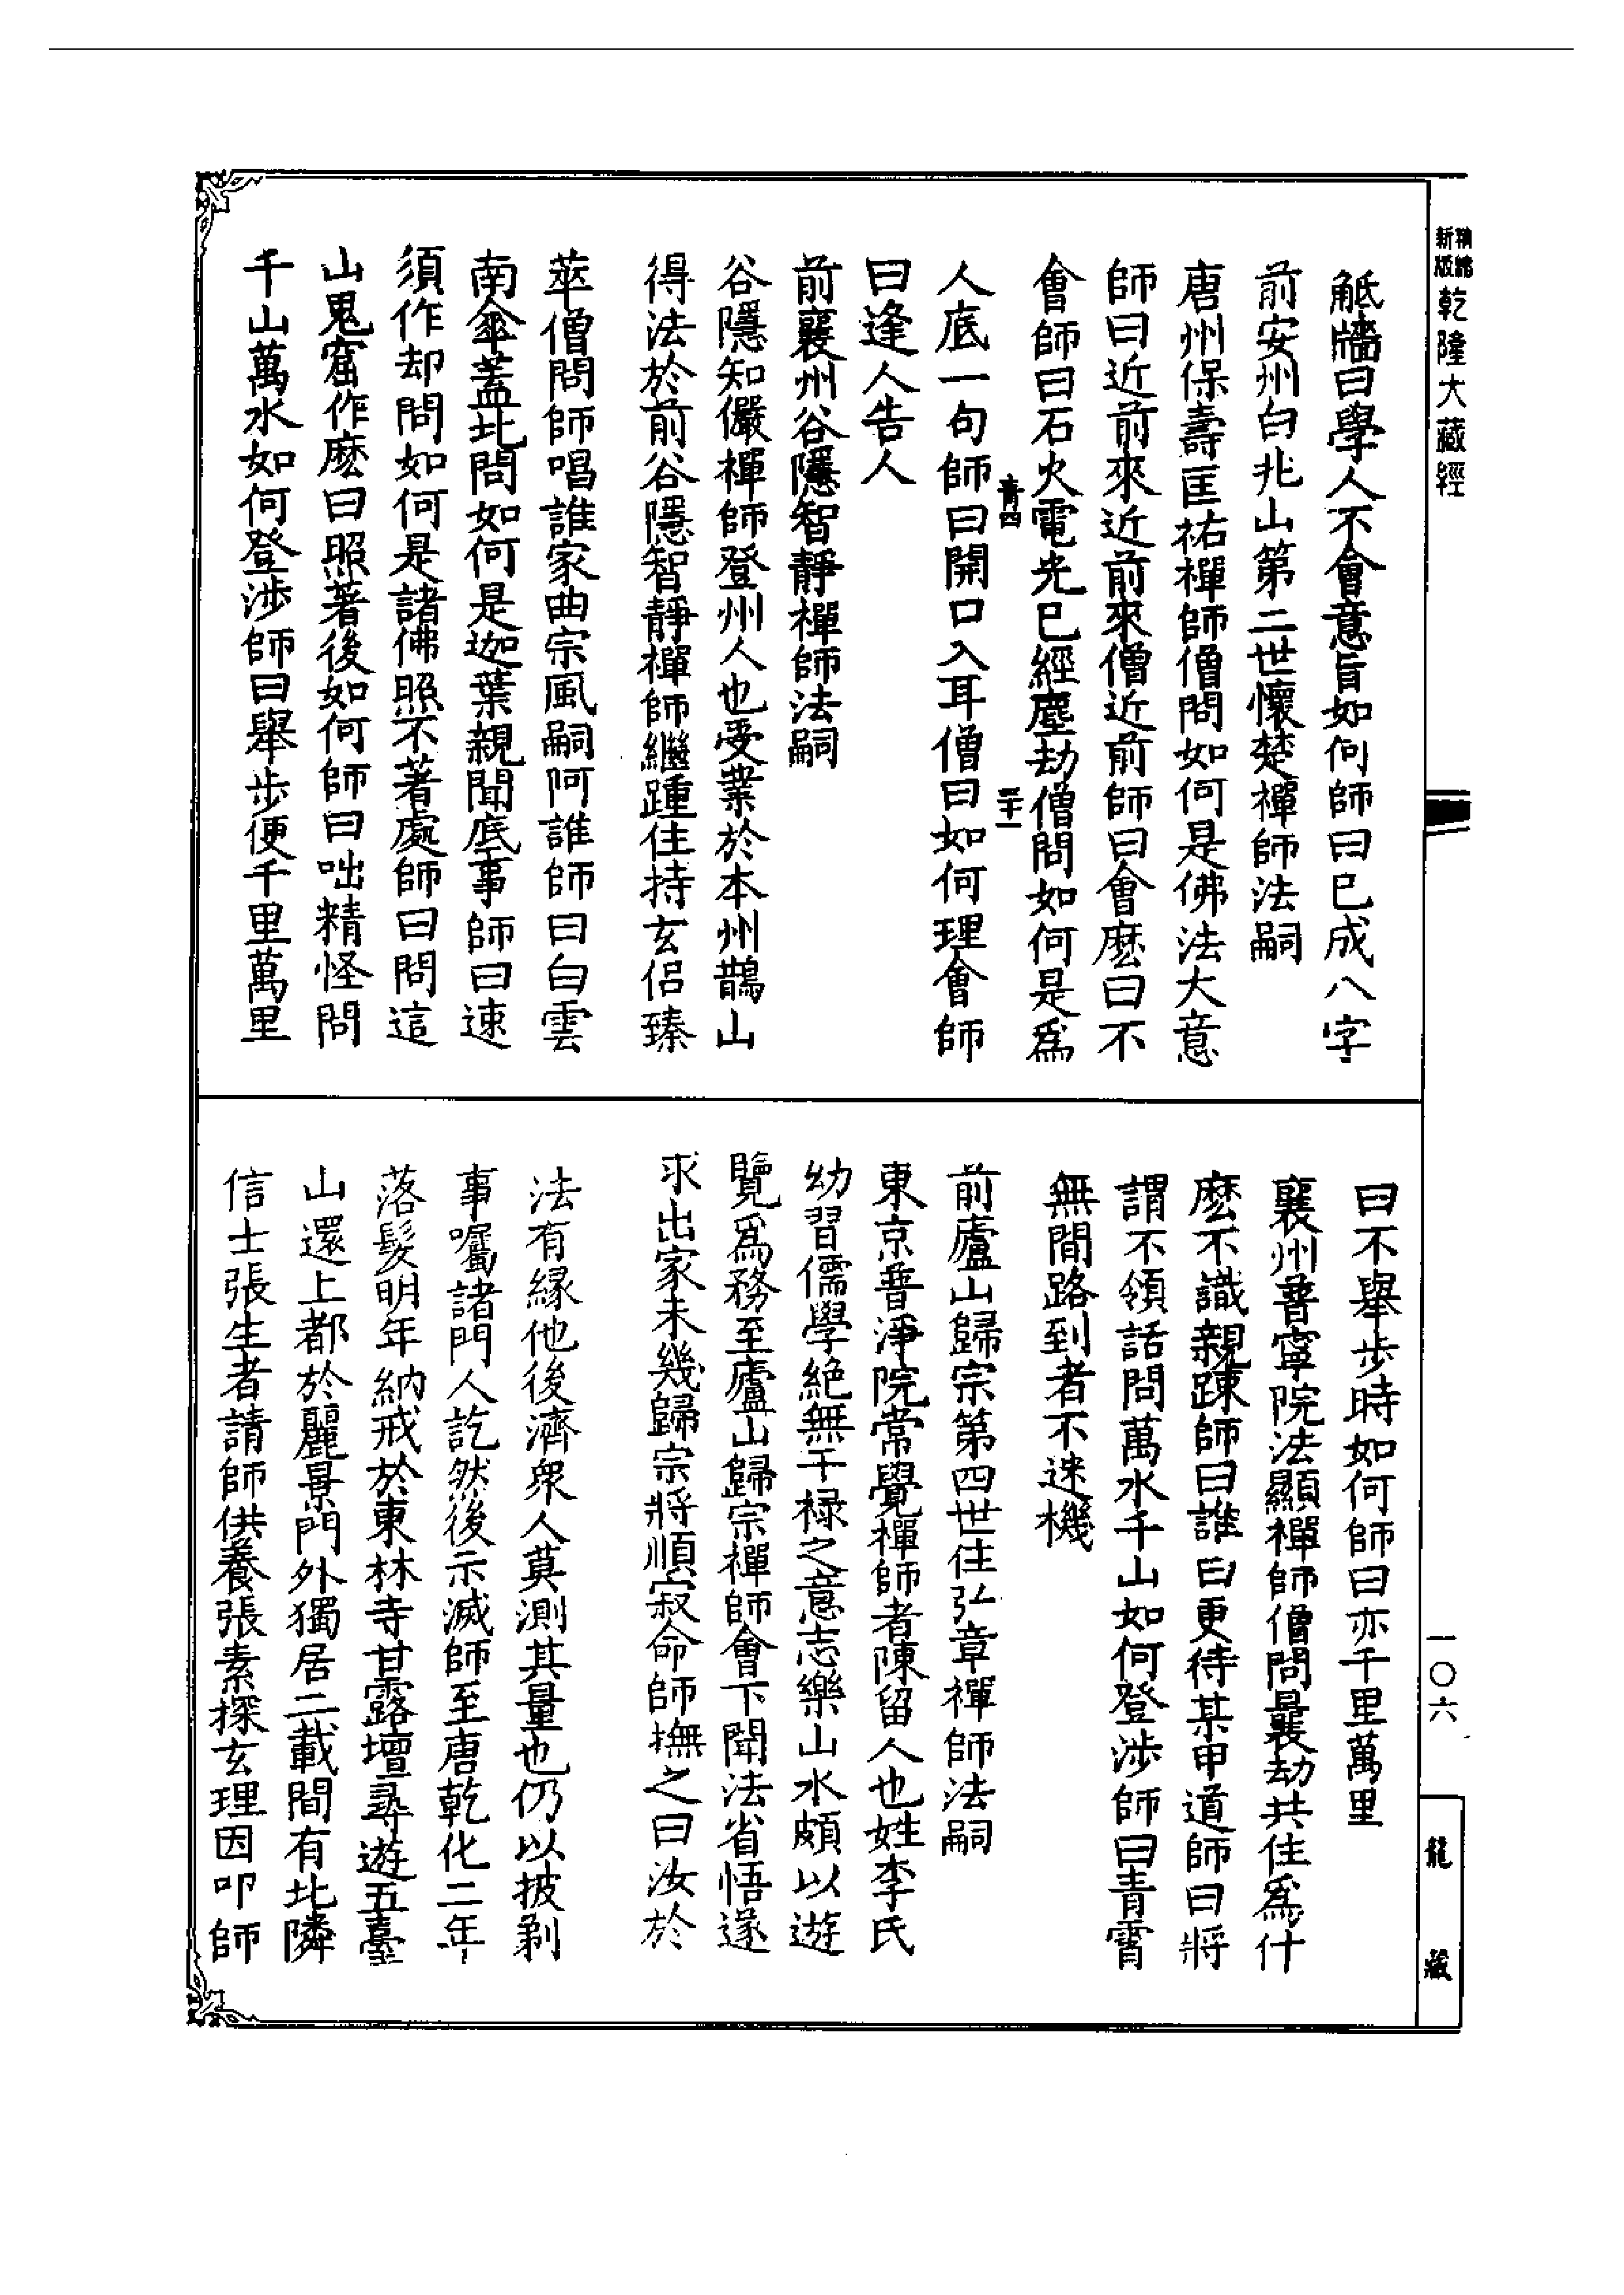 精縮
新版
乾隆大藏經
觝牆曰學人不會意旨如何師曰已成八字
前安州白兆山第二世懷楚禪師法嗣
唐州保壽匡祐禪師僧問如何是佛法大意
師曰近前來近前來僧近前師曰會麽曰不
會師曰石火電光已經塵劫僧問如何是爲
青四
三十一
人底一句師曰開口入耳僧曰如何理會師
曰逢人告人
前襄州谷隱智靜禪師法嗣
谷隱知儼禪師登州人也受業於本州鵲山
得法於前谷隱智靜禪師繼踵住持玄侶臻
萃僧問師唱誰家曲宗風嗣阿誰師曰白雲
南傘蓋北問如何是迦葉親聞底事師曰速
須作却問如何是諸佛照不著處師曰問這
山鬼窟作麽曰照著後如何師曰咄精怪問
千山萬水如何登涉師曰舉步便千里萬里
曰不舉步時如何師曰亦千里萬里
襄州普寧院法顯禪師僧問曩劫共住爲什
麽不識親踈師曰誰曰更待某甲道師曰將
謂不領話問萬水千山如何登涉師曰青霄
無間路到者不迷機
前廬山歸宗第四世住弘章禪師法嗣
東京普淨院常覺禪師者陳留人也姓李氏
幼習儒學絶無干祿之意志樂山水頗以遊
覽爲務至廬山歸宗禪師會下聞法省悟遂
求出家未幾歸宗將順寂命師撫之曰汝於
法有緣他後濟衆人莫測其量也仍以披剃
事囑諸門人訖然後示滅師至唐乾化二年
落髮明年納戒於東林寺甘露壇尋遊五臺
山還上都於麗景門外獨居二載間有北隣
信士張生者請師供養張素探玄理因叩師
一〇六
龍藏